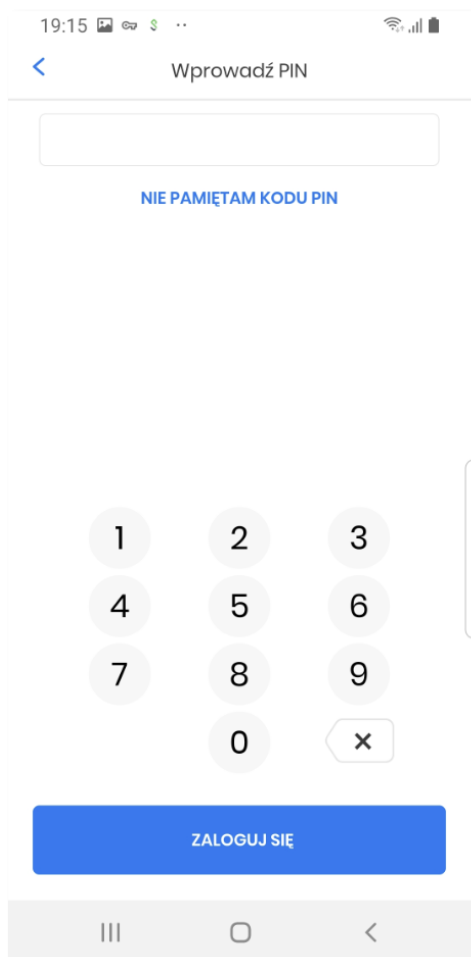 19:15
Wprowadź PIN
NIE PAMIĘTAM KODU PIN
1 2 3
4 5 6
7 8 9
0
ZALOGUJ SIĘ